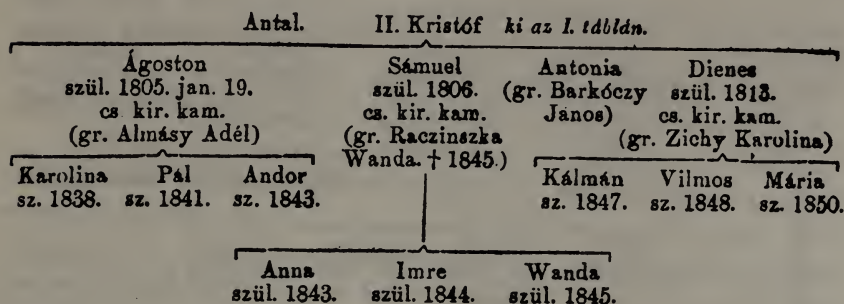 Antal. II. Kristóf ki az I. táblán.
Ágoston Sámuel Antonia Dienes
szül. 1805. jan. 19. szül. 1806. (gr. Barkóczy szül. 1813.
cs kir. kam. cs. kir. kam. János) cs. kir. kam.
(gr. Almásy Adél) (gr. Raczinszka (gr. Zichy Karolina)
Wanda. † 1845.)
Karolina Pál Andor Kálmán Vilmos Mária
sz. 1838. sz. 1841. sz. 1843. sz. 1847. sz. 1848. sz. 1850.
Anna Imre Wanda
szül. 1843. szül. 1844. szül. 1845.